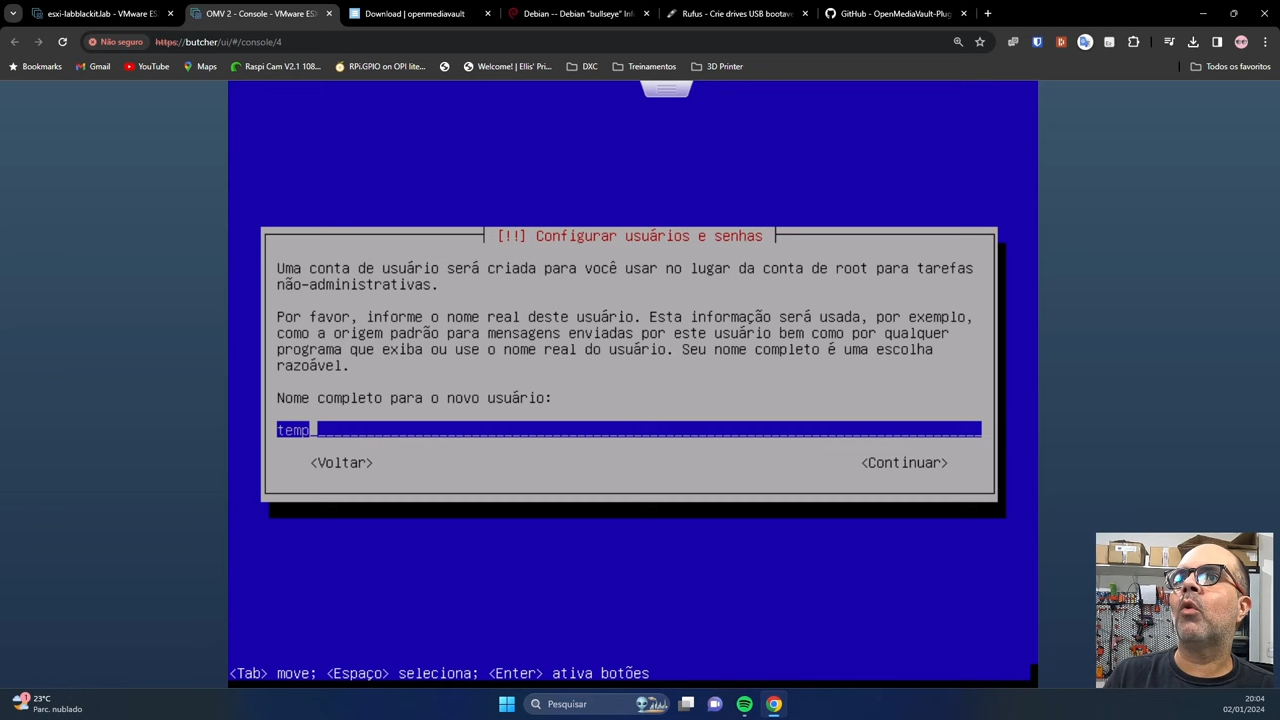 esxi-labblackit.lab - VMware ES
OMV 2 - Console - VMware ESX
Download | openmediavault
Debian -- Debian "bullseye" Inf
Rufus - Crie drives USB bootáve
GitHub - OpenMediaVault-Plug
Não seguro
https://butcher/ui/#/console/4
Bookmarks
Gmail
YouTube
Maps
Raspi Cam V2.1 108...
RPi.GPIO on OPI lite...
Welcome! | Ellis' Pri...
DXC
Treinamentos
3D Printer
Todos os favoritos
[!!] Configurar usuários e senhas
Uma conta de usuário será criada para você usar no lugar da conta de root para tarefas
não-administrativas.
Por favor, informe o nome real deste usuário. Esta informação será usada, por exemplo,
como a origem padrão para mensagens enviadas por este usuário bem como por qualquer
programa que exiba ou use o nome real do usuário. Seu nome completo é uma escolha
razoável.
Nome completo para o novo usuário:
temp
<Voltar>
<Continuar>
<Tab> move; <Espaço> seleciona; <Enter> ativa botões
23°C
Parc. nublado
Pesquisar
20:04
02/01/2024